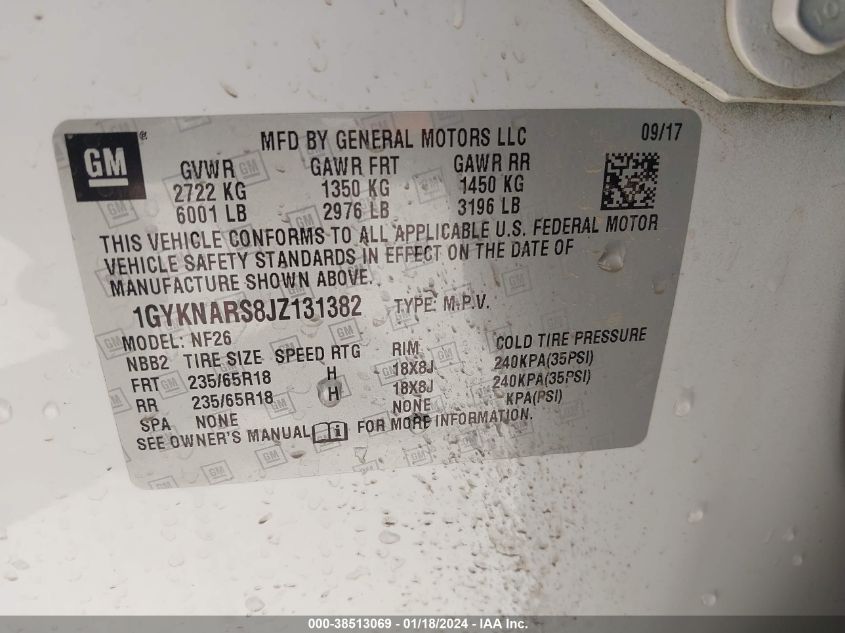 GM® MFD BY GENERAL MOTORS LLC 09/17
GVWR GAWR FRT GAWR RR
2722 KG 1350 KG 1450 KG
6001 LB 2976 LB 3196 LB
THIS VEHICLE CONFORMS TO ALL APPLICABLE U.S. FEDERAL MOTOR
VEHICLE SAFETY STANDARDS IN EFFECT ON THE DATE OF
MANUFACTURE SHOWN ABOVE.
1GYKNARS8JZ131382 TYPE: M.P.V.
MODEL: NF26
NBB2 TIRE SIZE SPEED RTG RIM COLD TIRE PRESSURE
FRT 235/65R18 H 18X8J 240KPA(35PSI)
RR 235/65R18 H 18X8J 240KPA(35PSI)
SPA NONE NONE KPA(PSI)
SEE OWNER'S MANUAL FOR MORE INFORMATION.
000-38513069 - 01/18/2024 - IAA Inc.